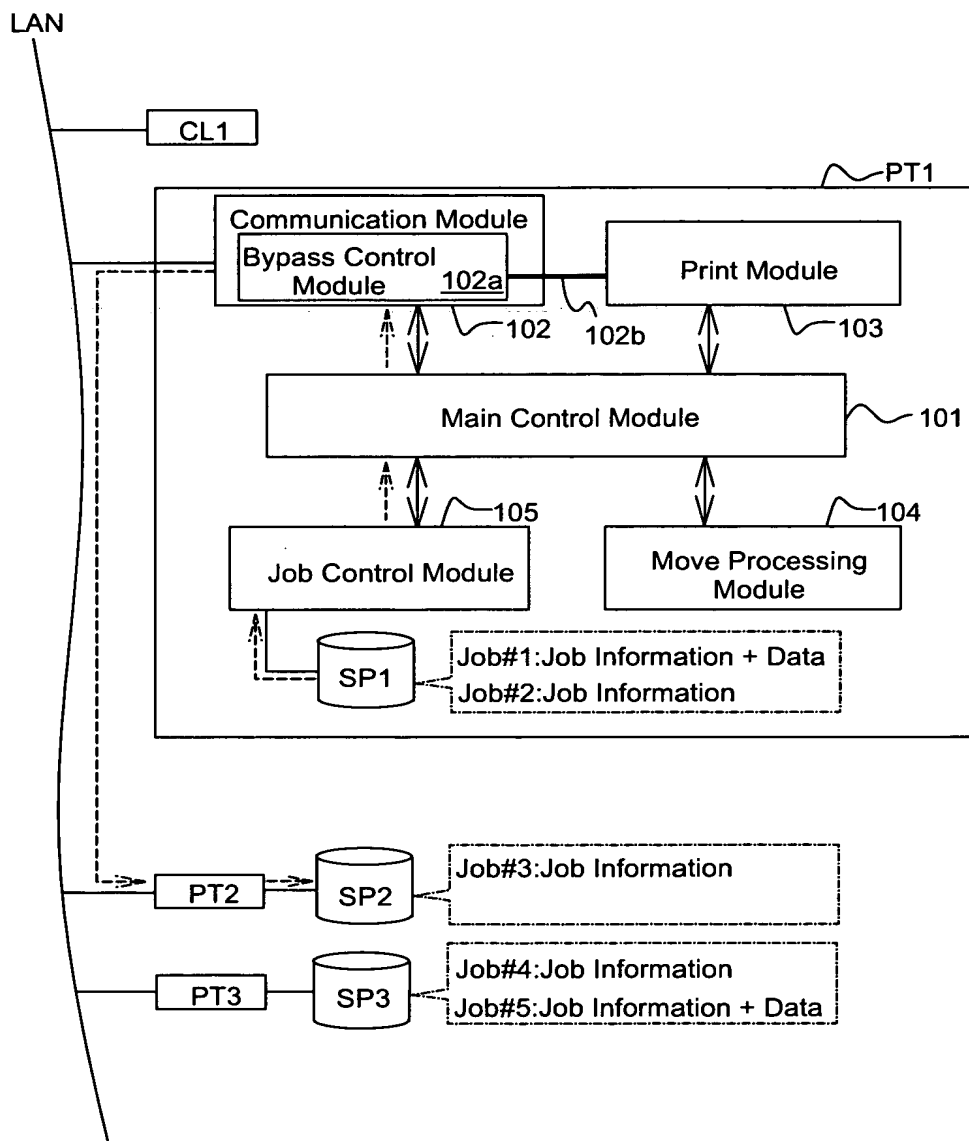 LAN
CL1
PT1
Communication Module
Bypass Control
Module 102a
Print Module
102
102b
103
Main Control Module
101
105
104
Job Control Module
Move Processing
Module
SP1
Job#1:Job Information + Data
Job#2:Job Information
PT2
SP2
Job#3:Job Information
PT3
SP3
Job#4:Job Information
Job#5:Job Information + Data